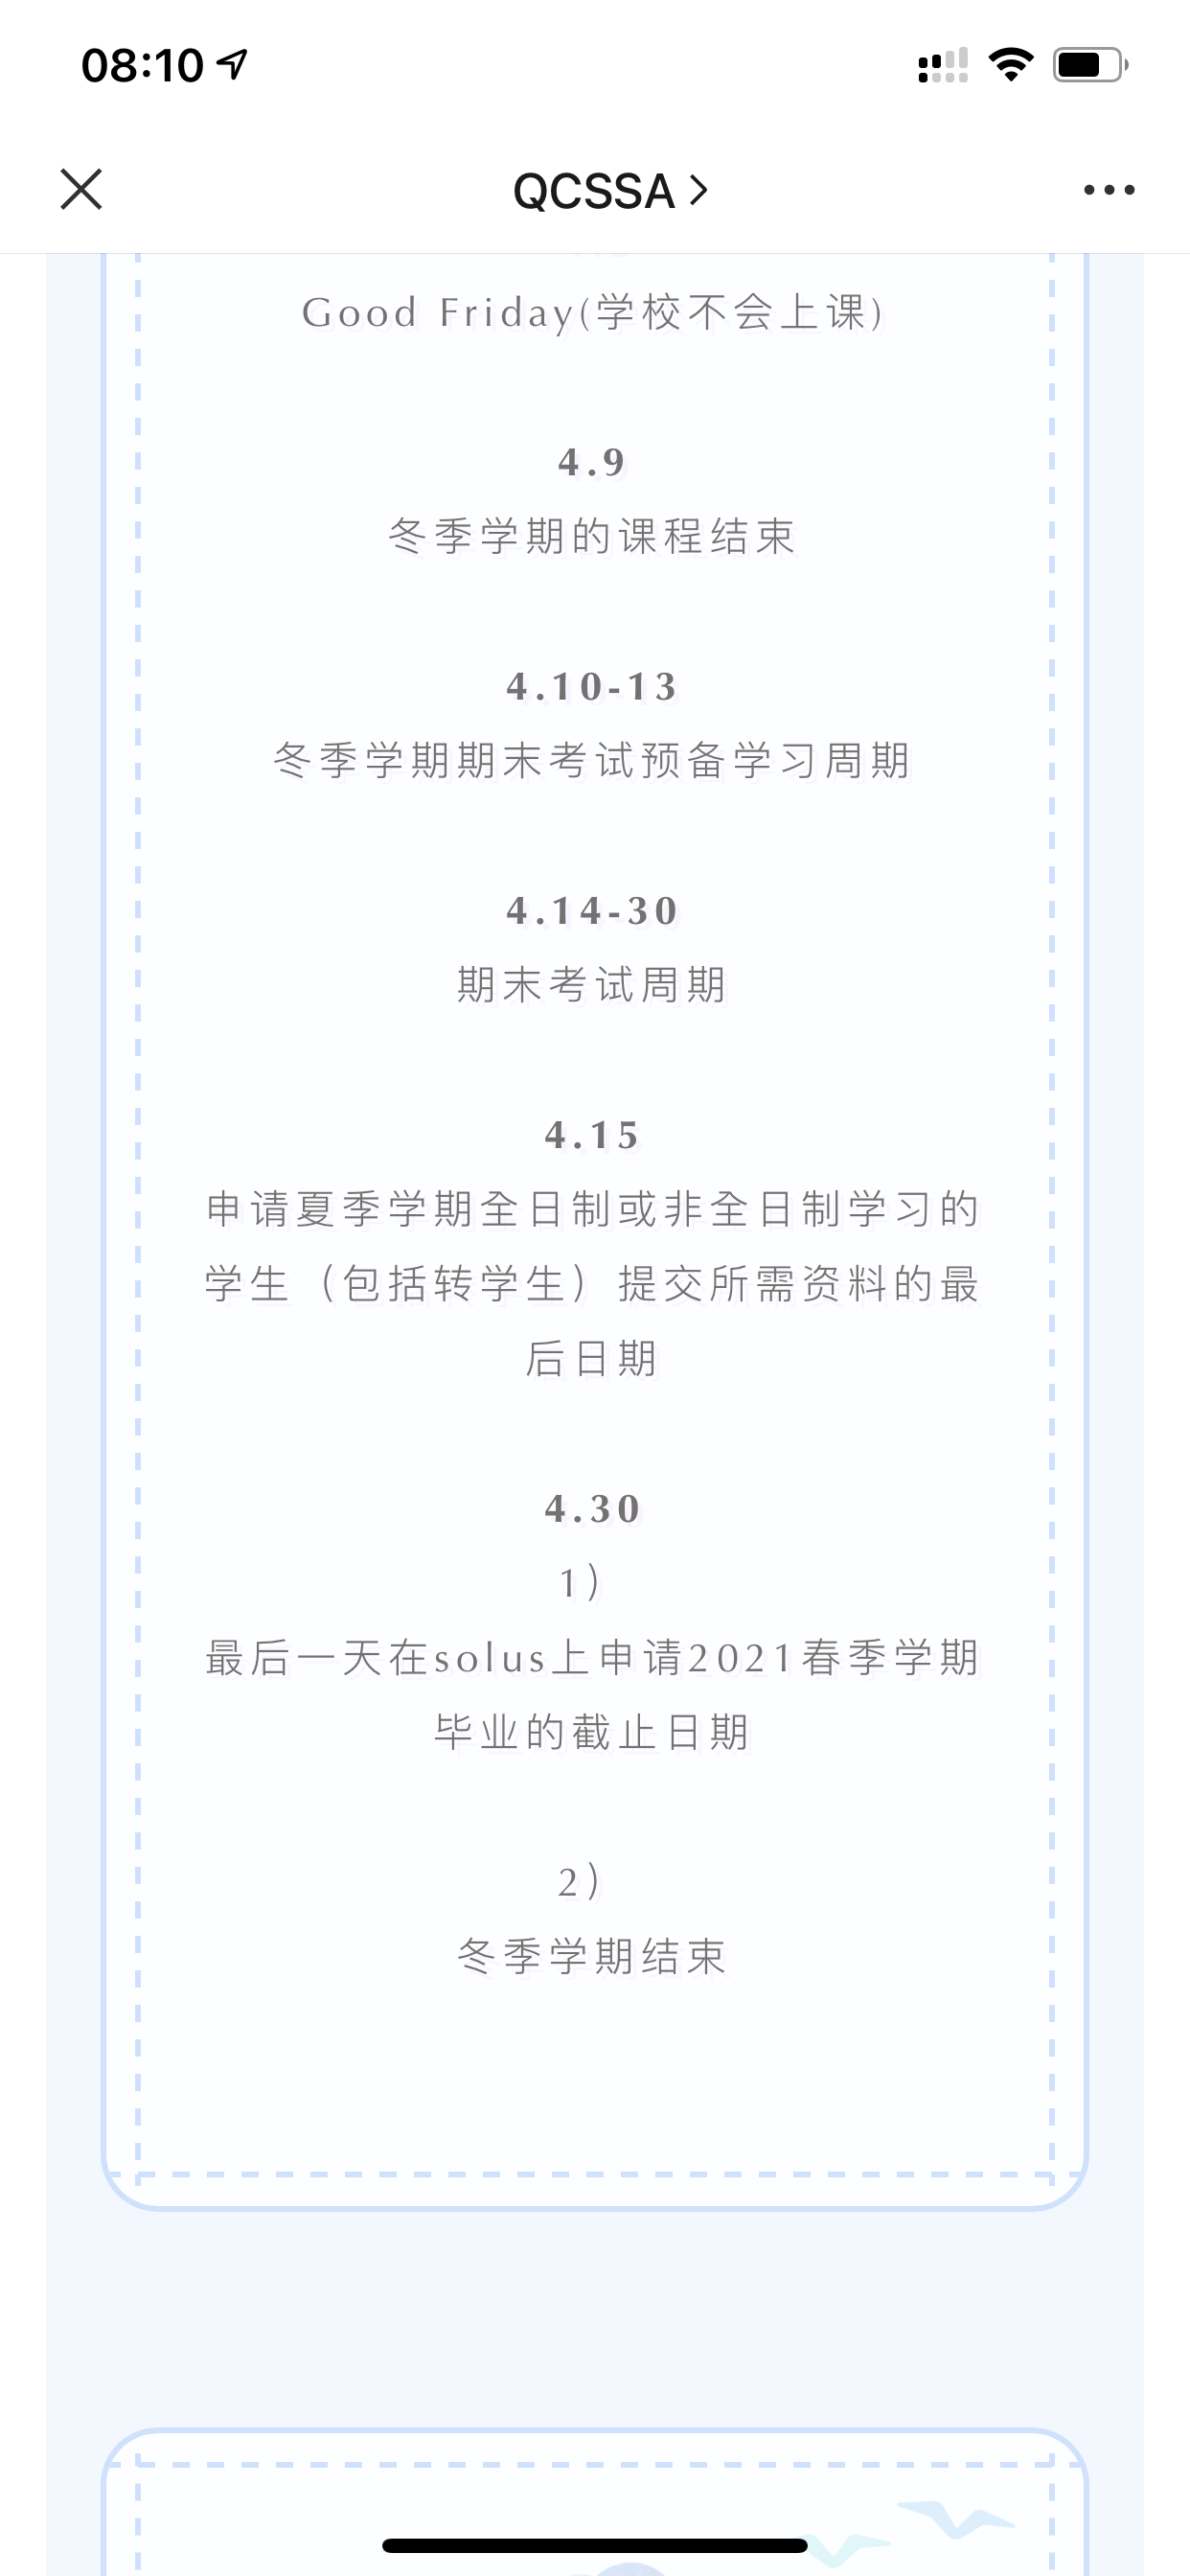 08:10
QCSSA
Good Friday(学校不会上课)
4.9
冬季学期的课程结束
4.10-13
冬季学期期末考试预备学习周期
4.14-30
期末考试周期
4.15
申请夏季学期全日制或非全日制学习的
学生（包括转学生）提交所需资料的最
后日期
4.30
1）
最后一天在solus上申请2021春季学期
毕业的截止日期
2）
冬季学期结束